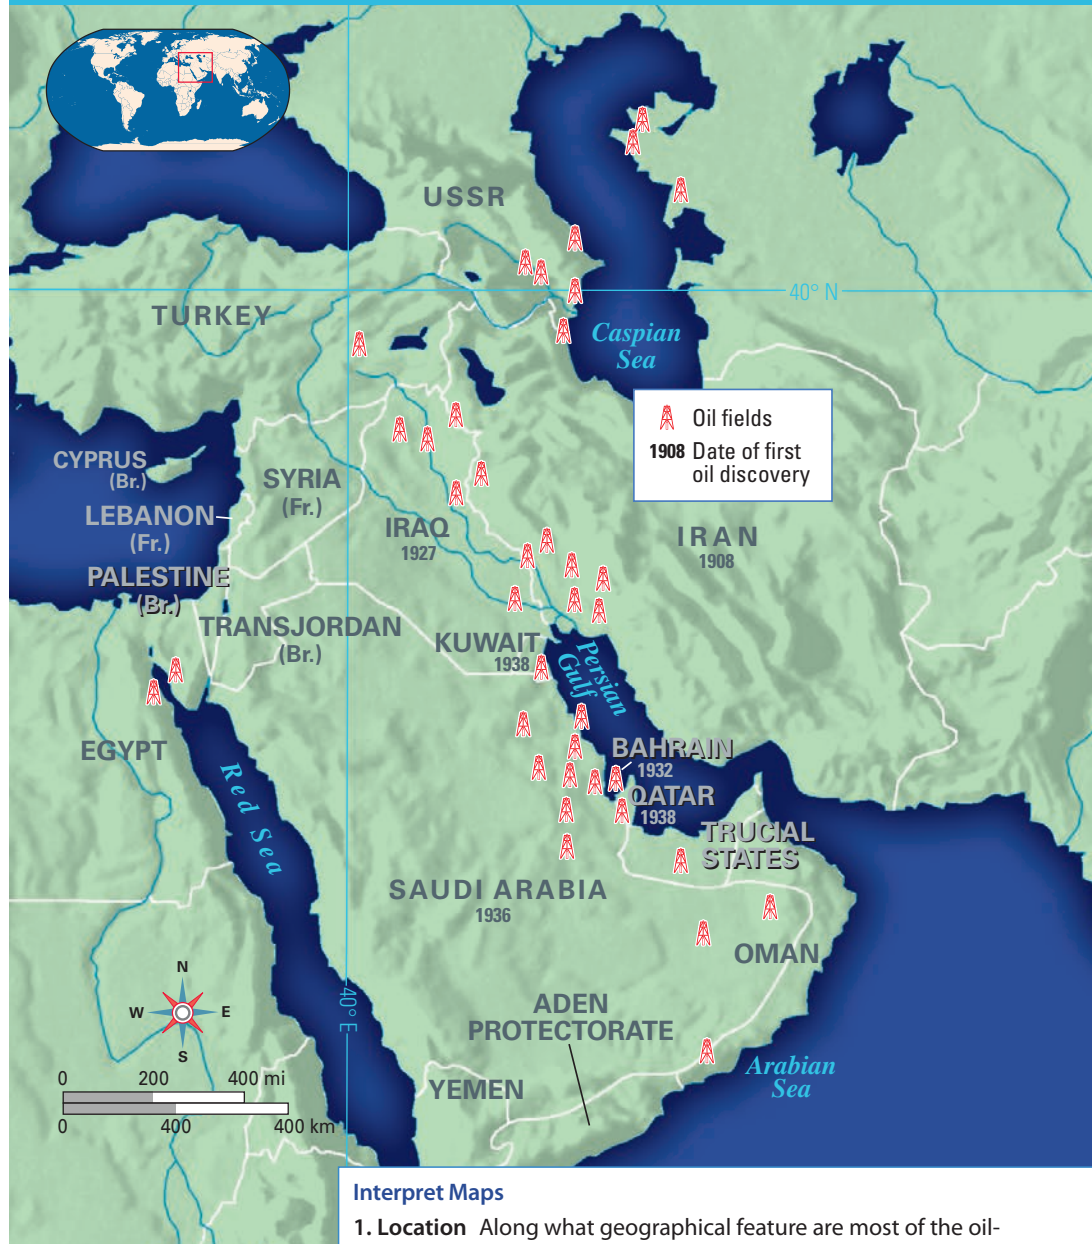 USSR
40° N
TURKEY
Caspian
Sea
Oil fields
1908 Date of first
oil discovery
CYPRUS
(Br.)
SYRIA
(Fr.)
LEBANON
(Fr.)
IRAQ
1927
IRAN
1908
PALESTINE
(Br.)
TRANSJORDAN
(Br.)
KUWAIT
1938
Persian
Gulf
EGYPT
Red Sea
BAHRAIN
1932
QATAR
1938
TRUCIAL
STATES
SAUDI ARABIA
1936
OMAN
N
W
E
S
40° E
ADEN
PROTECTORATE
Arabian
Sea
YEMEN
0 200 400 mi
0 400 400 km
Interpret Maps
1. Location Along what geographical feature are most of the oil-